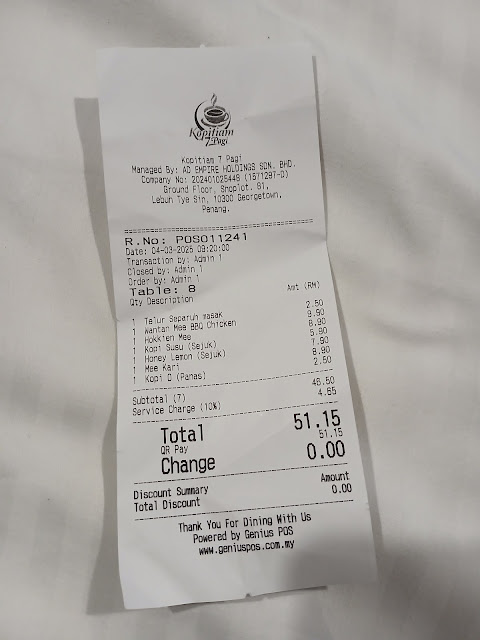 Kopitiam
7 Pagi
Kopitiam 7 Pagi
Managed By: AD EMPIRE HOLDINGS SDN. BHD.
Company No: 202401025448
Ground Floor, Shoplot.
Lebuh Tye Sin, 10300 Georgetown,
Penang.
R.No: POS011241
Date: 04-03-2025 09:20:00
Transaction by: Admin 1
Closed by: Admin 1
Order by: Admin 1
Table: 8
Qty Description Amt (RM)
1 Telur Separuh masak 2.50
1 Wantan Mee BBQ Chicken 9.90
1 Hokkien Mee 8.90
1 Kopi Susu (Sejuk) 5.90
1 Honey Lemon (Sejuk) 7.90
1 Mee Kari 8.90
1 Kopi O (Panas) 2.50
Subtotal (7) 46.50
Service Charge (10%) 4.65
Total 51.15
QR Pay 51.15
Change 0.00
Discount Summary Amount
Total Discount 0.00
Thank You For Dining With Us
Powered by Genius POS
www.geniuspos.com.my